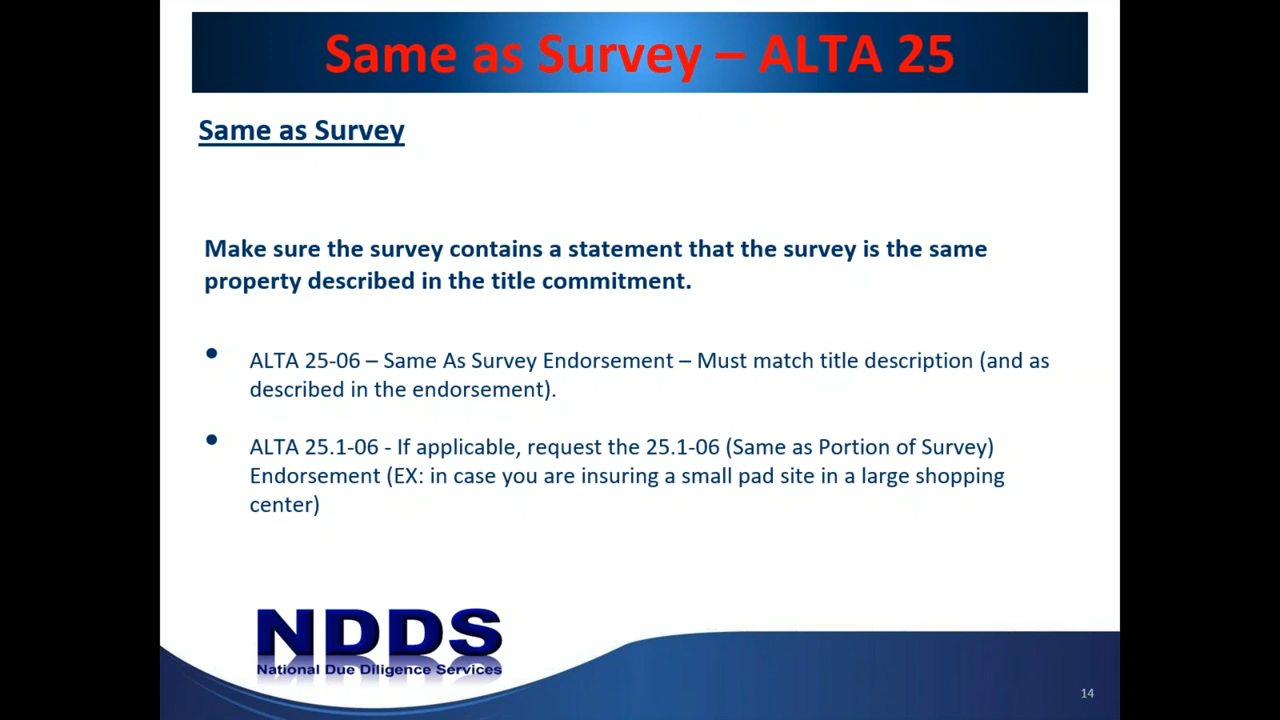 Same as Survey – ALTA 25
Same as Survey
Make sure the survey contains a statement that the survey is the same
property described in the title commitment.
• ALTA 25-06 – Same As Survey Endorsement – Must match title description (and as
described in the endorsement).
• ALTA 25.1-06 - If applicable, request the 25.1-06 (Same as Portion of Survey)
Endorsement (EX: in case you are insuring a small pad site in a large shopping
center)
NDDS
National Due Diligence Services
14